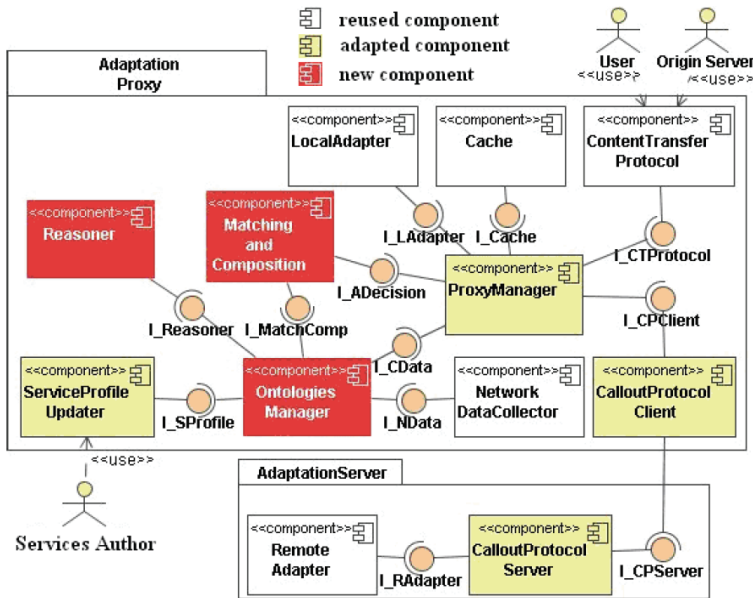 reused component
adapted component
new component
User
Origin Server
<<use>>
<<use>>
Adaptation
Proxy
<<component>>
LocalAdapter
<<component>>
Cache
<<component>>
ContentTransfer
Protocol
<<component>>
Reasoner
<<component>>
Matching
and
Composition
I_LAdapter
I_Cache
I_CTProtocol
I_ADecision
<<component>>
ProxyManager
I_Reasoner
I_MatchComp
I_CData
I_CPClient
<<component>>
ServiceProfile
Updater
I_SProfile
<<component>>
Ontologies
Manager
I_NData
<<component>>
Network
DataCollector
<<component>>
CalloutProtocol
Client
<<use>>
Services Author
AdaptationServer
<<component>>
Remote
Adapter
I_RAdapter
<<component>>
CalloutProtocol
Server
I_CPServer